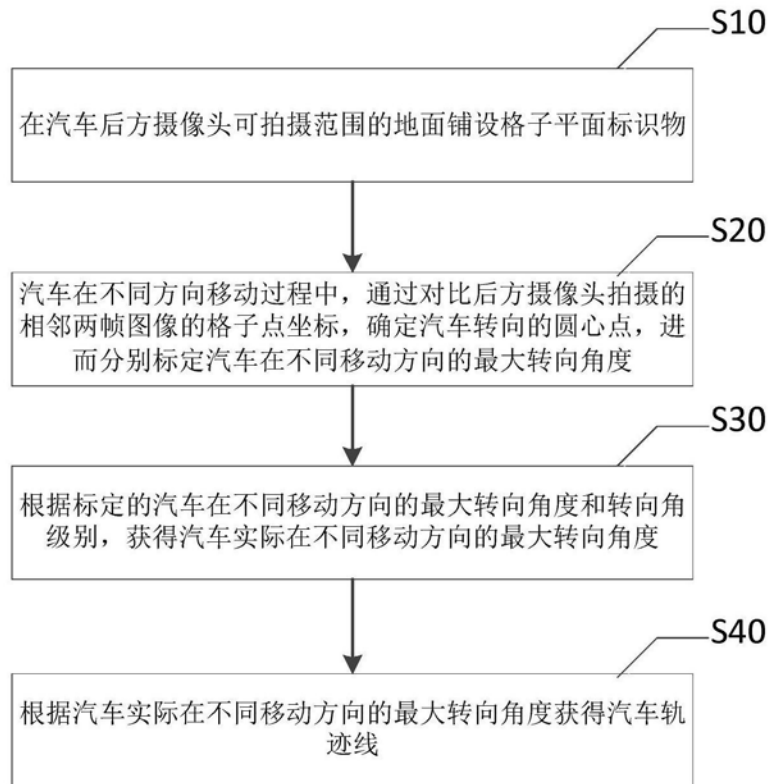 S10
在汽车后方摄像头可拍摄范围的地面铺设格子平面标识物
S20
汽车在不同方向移动过程中，通过对比后方摄像头拍摄的
相邻两帧图像的格子点坐标，确定汽车转向的圆心点，进
而分别标定汽车在不同移动方向的最大转向角度
S30
根据标定的汽车在不同移动方向的最大转向角度和转向角
级别，获得汽车实际在不同移动方向的最大转向角度
S40
根据汽车实际在不同移动方向的最大转向角度获得汽车轨
迹线